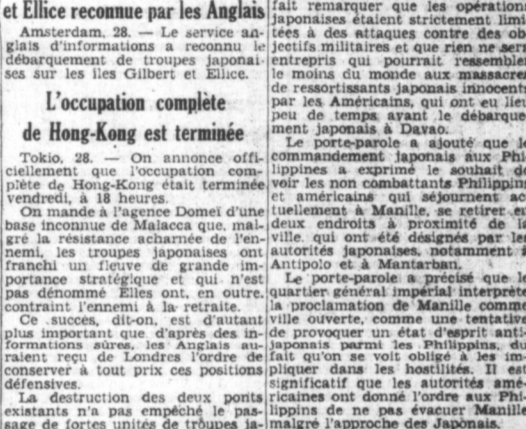 et Ellice reconnue par les Anglais
Amsterdam, 28. — Le service an-
glais d'informations a reconnu le
débarquement de troupes japonai-
ses sur les îles Gilbert et Ellice.
L'occupation complète
de Hong-Kong est terminée
Tokio, 28. — On annonce offi-
ciellement que l'occupation com-
plète de Hong-Kong était terminée
vendredi, à 18 heures.
On mande à l'agence Domei d'une
base inconnue de Malacca que, mal-
gré la résistance acharnée de l'en-
nemi, les troupes japonaises ont
franchi un fleuve de grande im-
portance stratégique et qui n'est
pas dénommé Elles ont, en outre,
contraint l'ennemi à la retraite.
Ce succès, dit-on, est d'autant
plus important que d'après des in-
formations sûres, les Anglais au-
raient reçu de Londres l'ordre de
conserver à tout prix ces positions
défensives.
La destruction des deux ponts
existants n'a pas empêché le pas-
sage de fortes unités de troupes ja-
fait remarquer que les opération
japonaises étaient strictement limi
tées à des attaques contre des ob
jectifs militaires et que rien ne sera
entrepris qui pourrait ressembler
le moins du monde aux massacre
de ressortissants japonais innocent
par les Américains, qui ont eu lieu
peu de temps avant le débarque
ment japonais à Davao.
Le porte-parole a ajouté que le
commandement japonais aux Phi
lippines a exprimé le souhait de
voir les non combattants Philippin
et américains qui séjournent ac
tuellement à Manille, se retirer en
deux endroits à proximité de la
ville, qui ont été désignés par les
autorités japonaises, notamment à
Antipolo et à Mantarban.
Le porte-parole a précisé que le
quartier général impérial interprète
la proclamation de Manille comme
ville ouverte, comme une tentative
de provoquer un état d'esprit anti-
japonais parmi les Philippins, du
fait qu'on se voit obligé à les im-
pliquer dans les hostilités. Il est
significatif que les autorités amé-
ricaines ont donné l'ordre aux Phi-
lippins de ne pas évacuer Manille
malgré l'approche des Japonais.